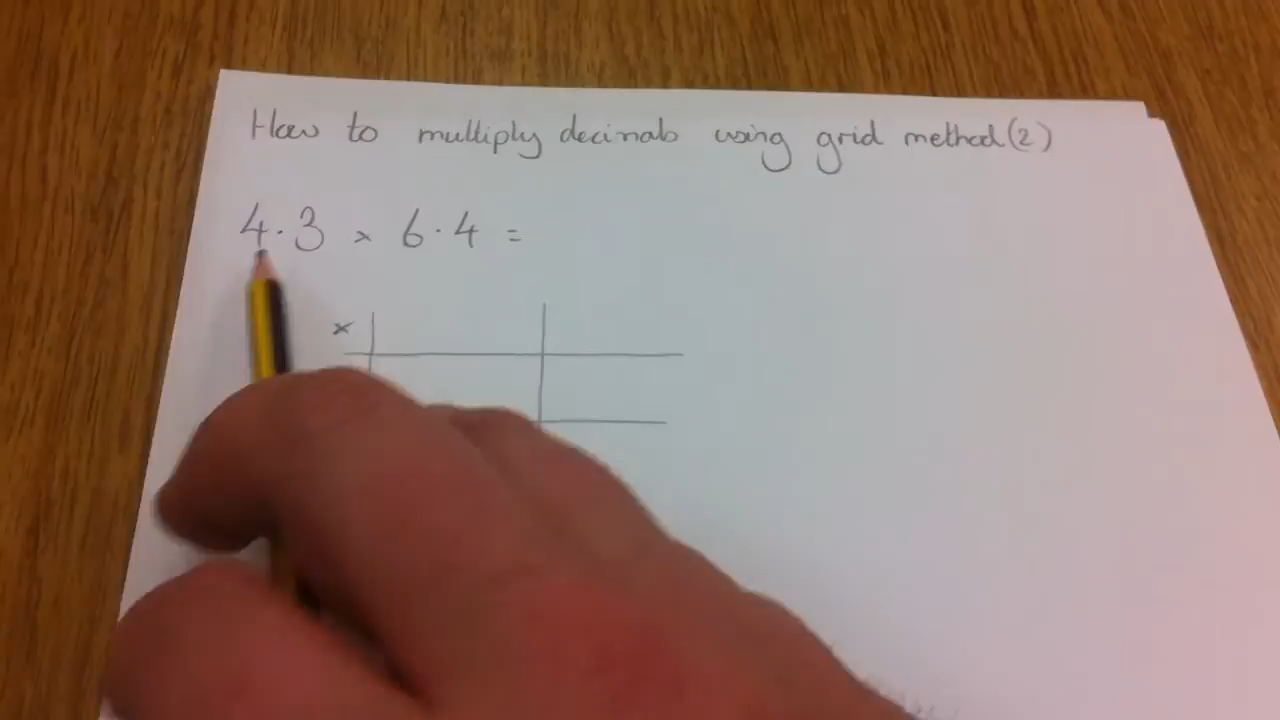 How to multiply decimals using grid method (2)
4·3 × 6·4 =
×